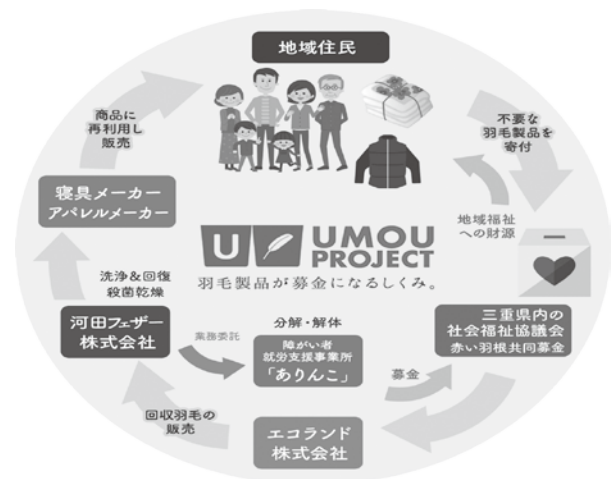 地域住民
商品に
再利用し
販売
不要な
羽毛製品を
寄付
寝具メーカー
アパレルメーカー
地域福祉
への財源
U
UMOU
PROJECT
羽毛製品が募金になるしくみ。
洗浄&回復
殺菌乾燥
河田フェザー
株式会社
業務委託
分解・解体
障がい者
就労支援事業所
「ありんこ」
三重県内の
社会福祉協議会
赤い羽根共同募金
募金
回収羽毛の
販売
エコランド
株式会社